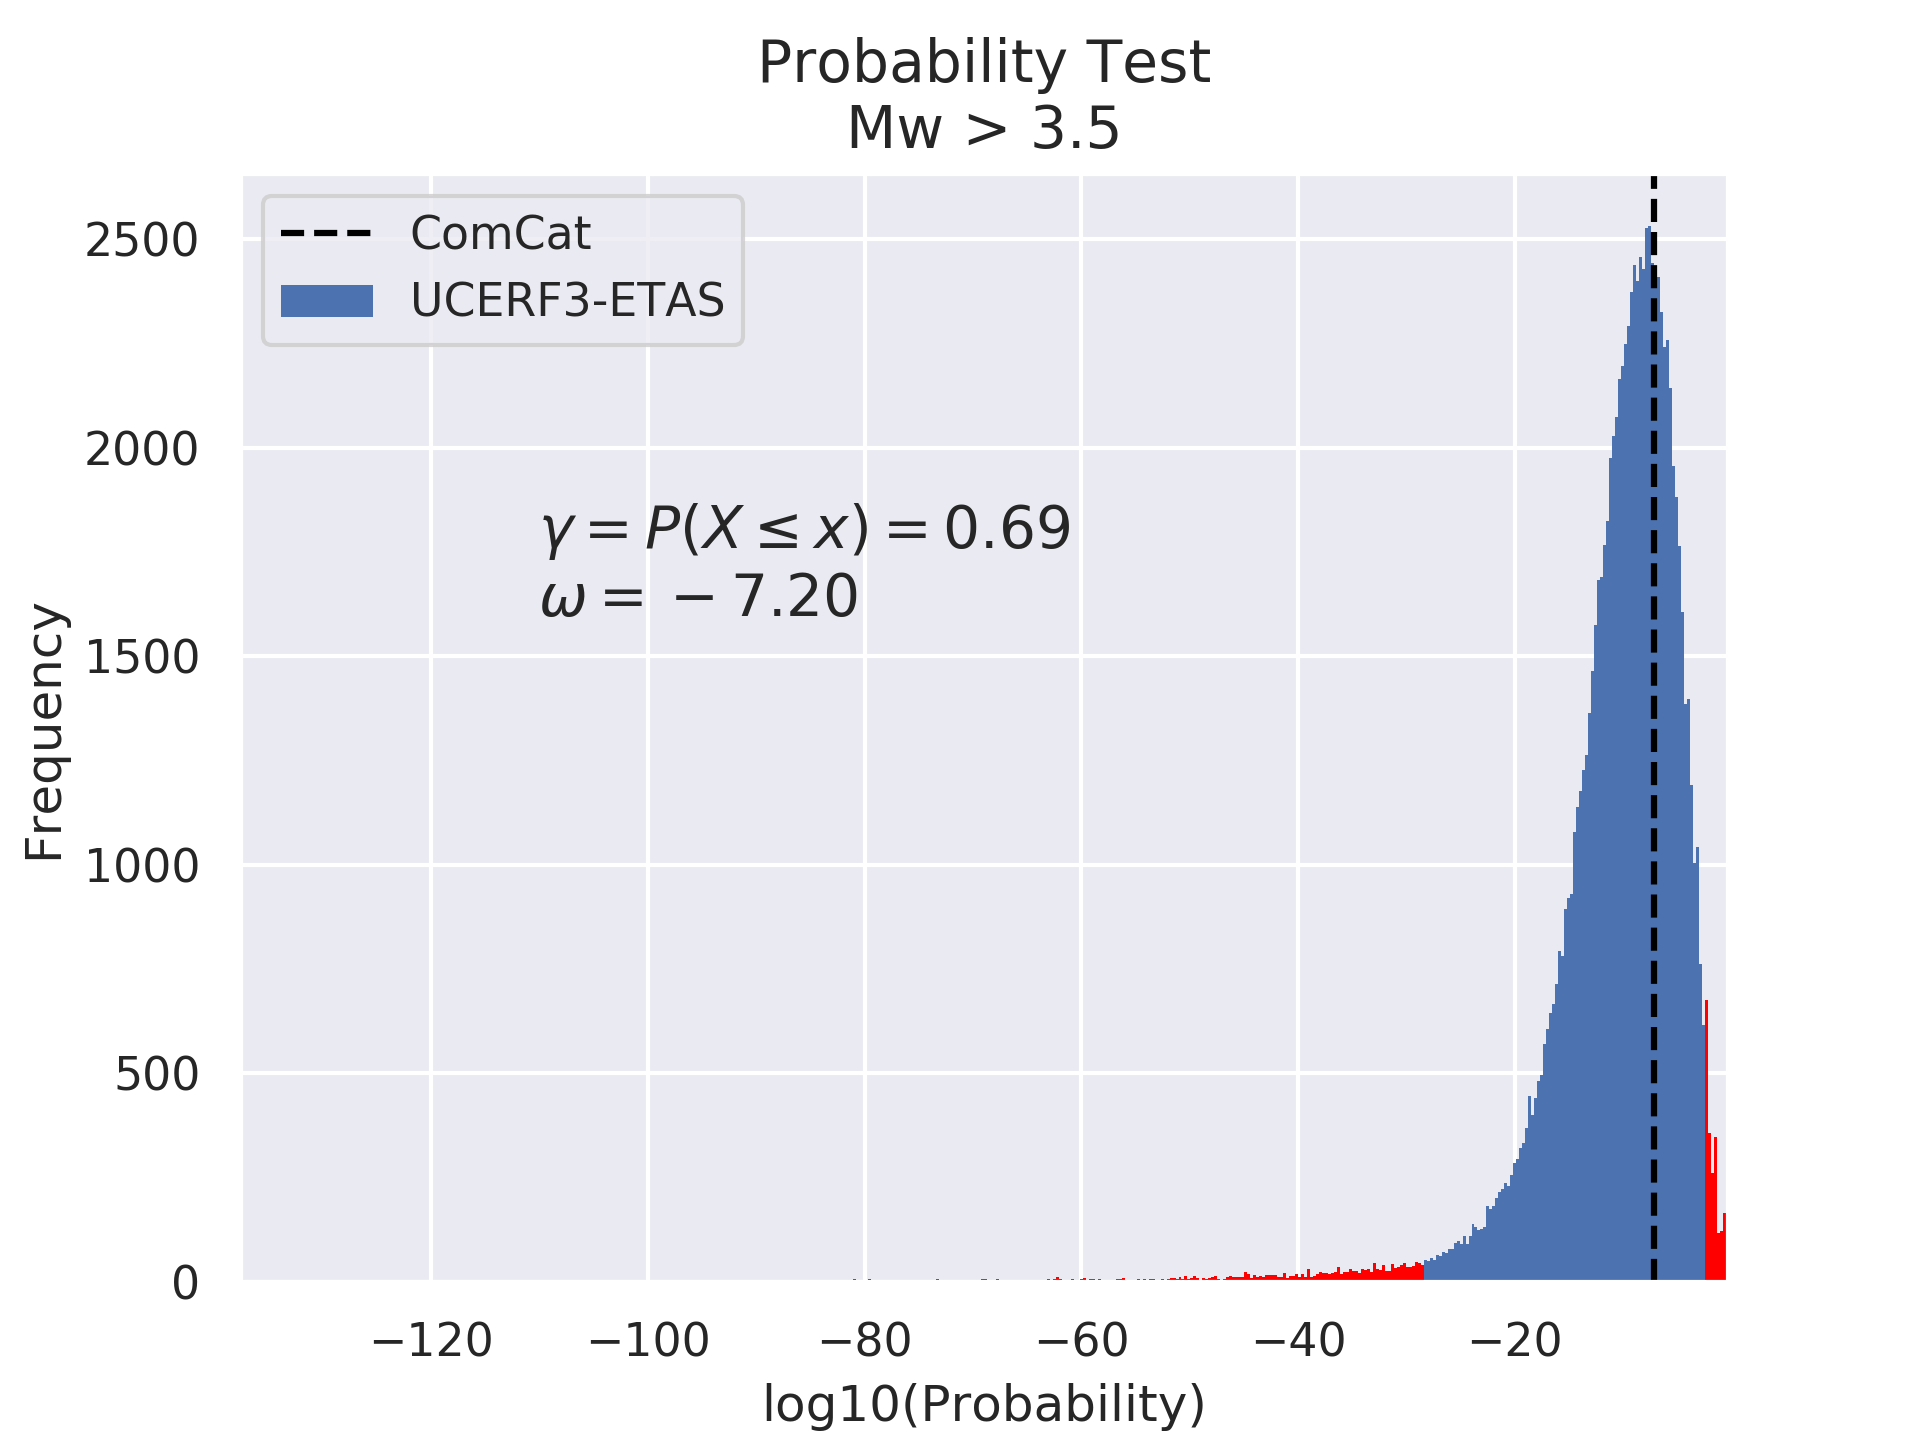 Probability Test
Mw > 3.5
ComCat
UCERF3-ETAS
γ = P(X ≤ x) = 0.69
ω = − 7.20
Frequency
2500
2000
1500
1000
500
0
−120 −100 −80 −60 −40 −20
log10(Probability)